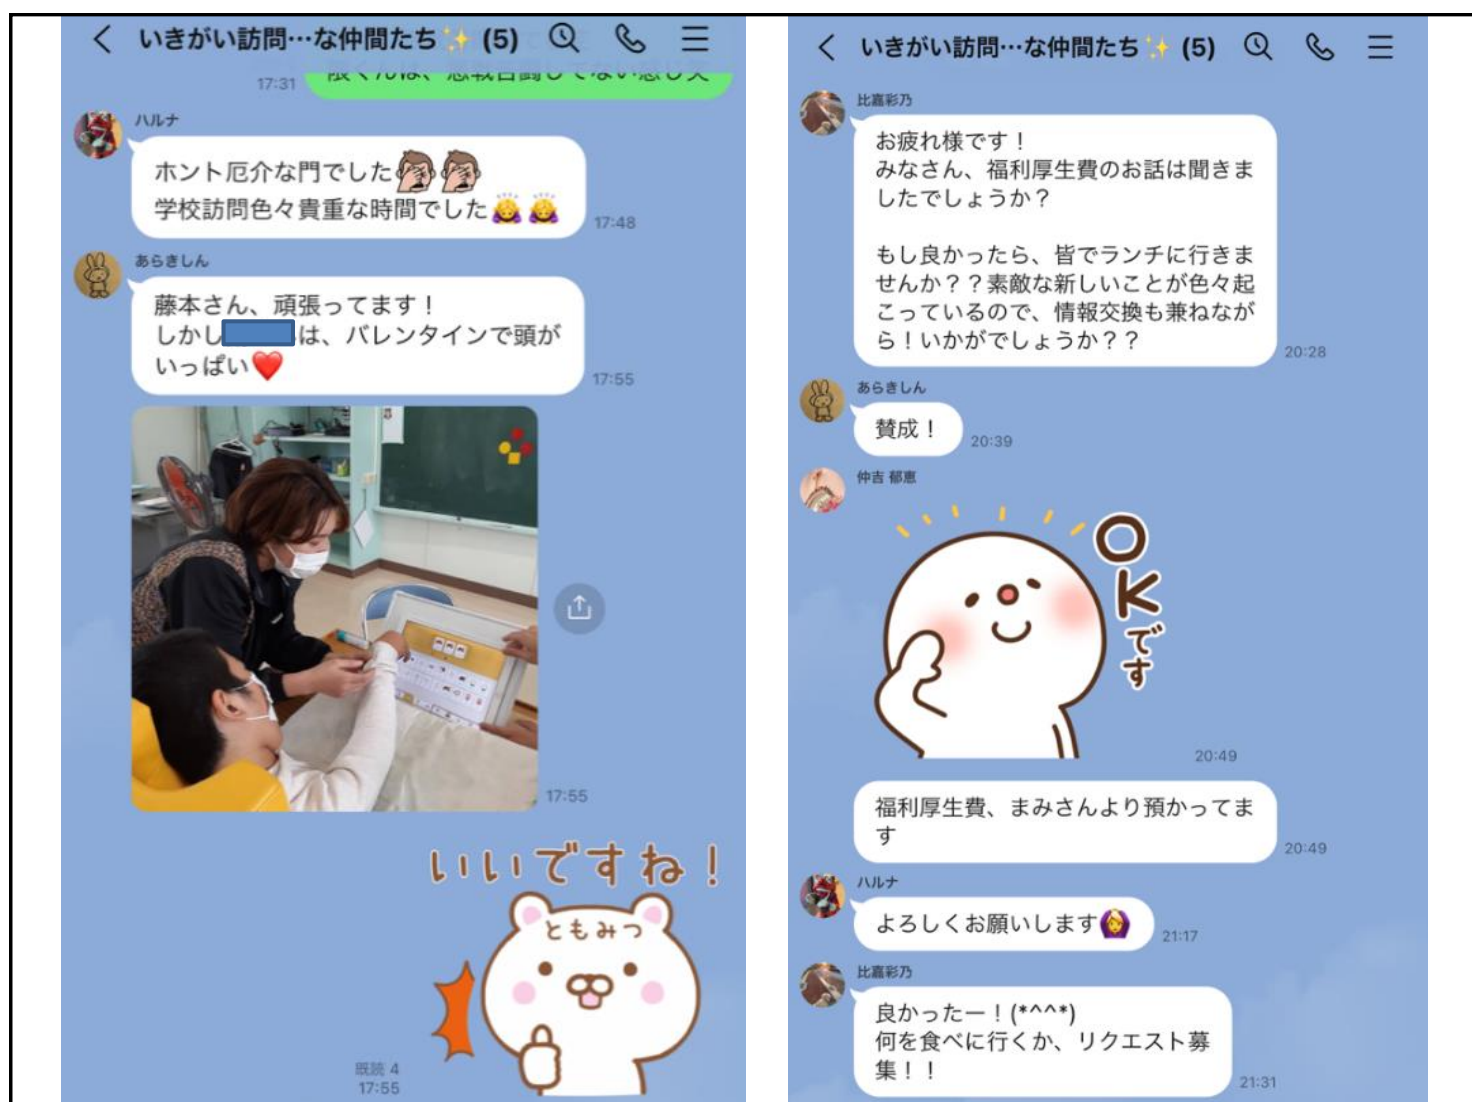 いきがい訪問…な仲間たち✨ (5)
17:31
ハルナ
ホント厄介な門でした🤦🤦
学校訪問色々貴重な時間でした🙇🙇
17:48
あらきしん
藤本さん、頑張ってます！
しかし は、バレンタインで頭が
いっぱい❤️
17:55
17:55
いいですね！
ともみつ
既読 4
17:55
いきがい訪問…な仲間たち✨ (5)
比嘉彩乃
お疲れ様です！
みなさん、福利厚生費のお話は聞きま
したでしょうか？
もし良かったら、皆でランチに行きま
せんか？？素敵な新しいことが色々起
こっているので、情報交換も兼ねなが
ら！いかがでしょうか？？
20:28
あらきしん
賛成！
20:39
仲吉 郁恵
OKです
20:49
福利厚生費、まみさんより預かってま
す
20:49
ハルナ
よろしくお願いします🙆
21:17
比嘉彩乃
良かったー！(*^^*)
何を食べに行くか、リクエスト募
集！！
21:31